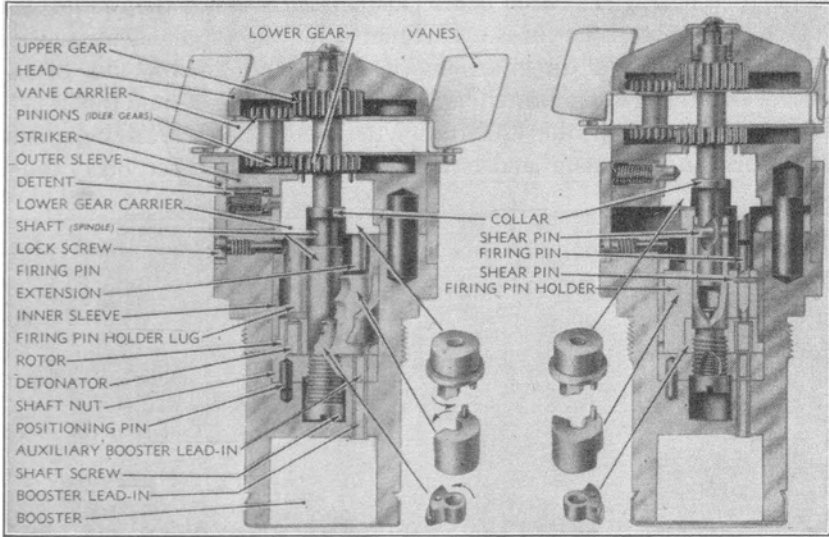 LOWER GEAR
VANES
UPPER GEAR
HEAD
VANE CARRIER
PINIONS (IDLER GEARS)
STRIKER
OUTER SLEEVE
DETENT
LOWER GEAR CARRIER
SHAFT (SPINDLE)
LOCK SCREW
FIRING PIN
EXTENSION
INNER SLEEVE
FIRING PIN HOLDER LUG
ROTOR
DETONATOR
SHAFT NUT
POSITIONING PIN
AUXILIARY BOOSTER LEAD-IN
SHAFT SCREW
BOOSTER LEAD-IN
BOOSTER
COLLAR
SHEAR PIN
FIRING PIN
SHEAR PIN
FIRING PIN HOLDER